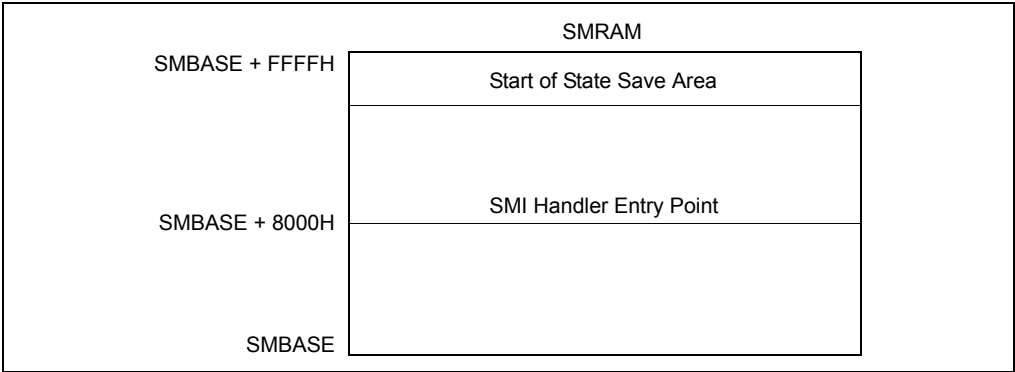 SMRAM
SMBASE + FFFFH
Start of State Save Area
SMI Handler Entry Point
SMBASE + 8000H
SMBASE